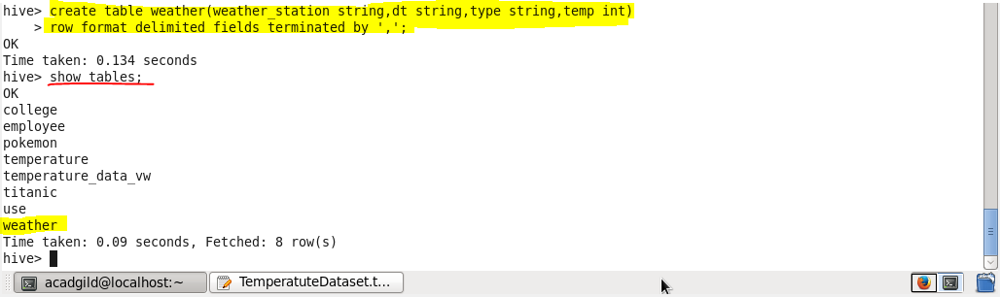 hive> create table weather(weather_station string,dt string,type string,temp int)
    > row format delimited fields terminated by ',';
OK
Time taken: 0.134 seconds
hive> show tables;
OK
college
employee
pokemon
temperature
temperature_data_vw
titanic
use
weather
Time taken: 0.09 seconds, Fetched: 8 row(s)
hive>
acadgild@localhost:~ TemperatuteDataset.t...